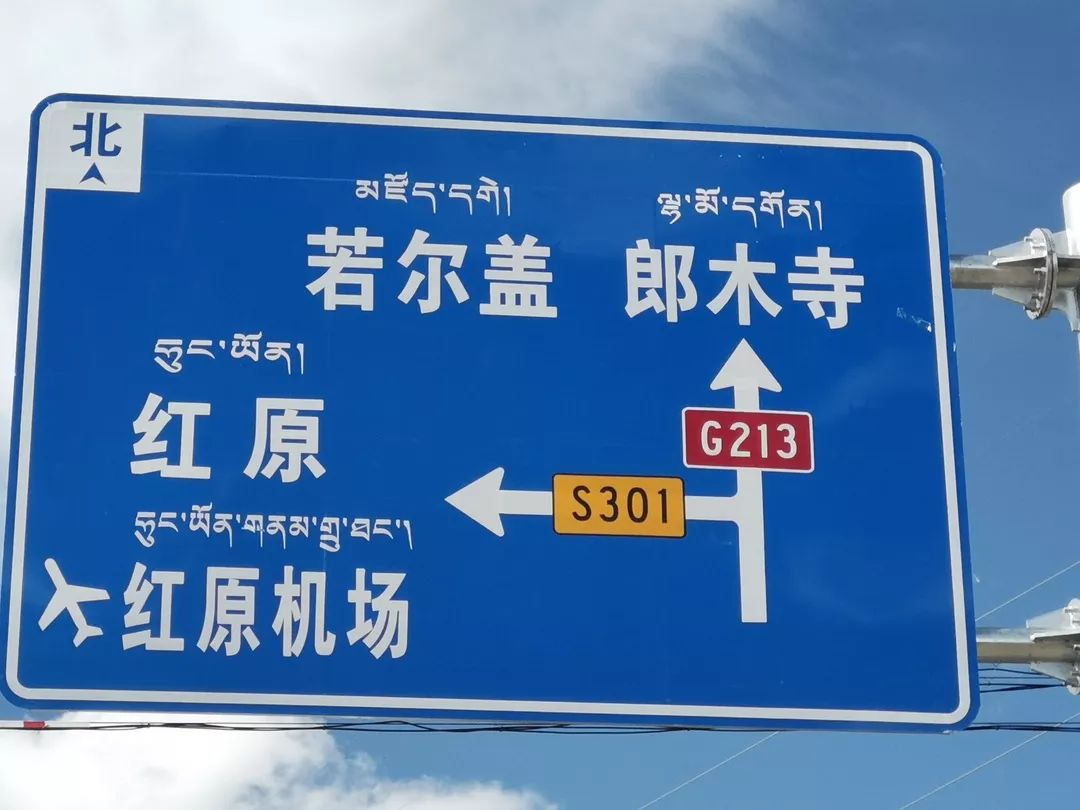 北
མཛོད་དགེ། ལྷ་མོ་དགོན།
若尔盖 郎木寺
ཧུང་ཡོན།
红原
G213
S301
ཧུང་ཡོན་གནམ་གྲུ་ཐང་།
红原机场